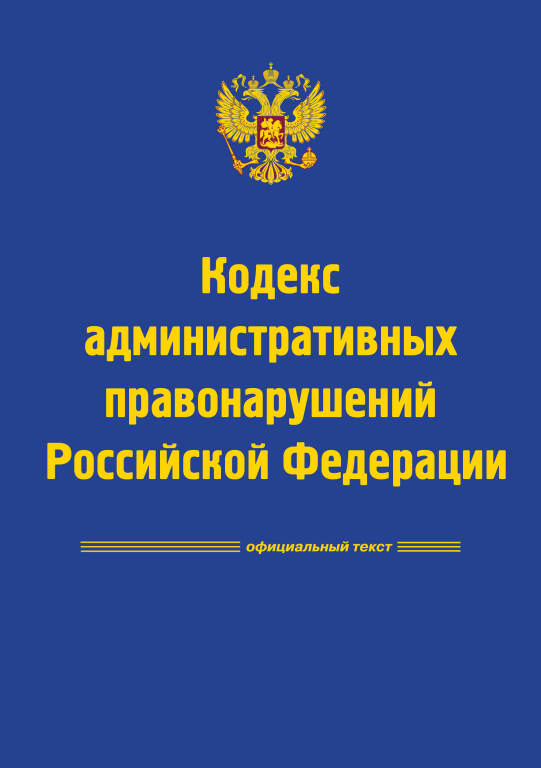 Кодекс
административных
правонарушений
Российской Федерации
официальный текст